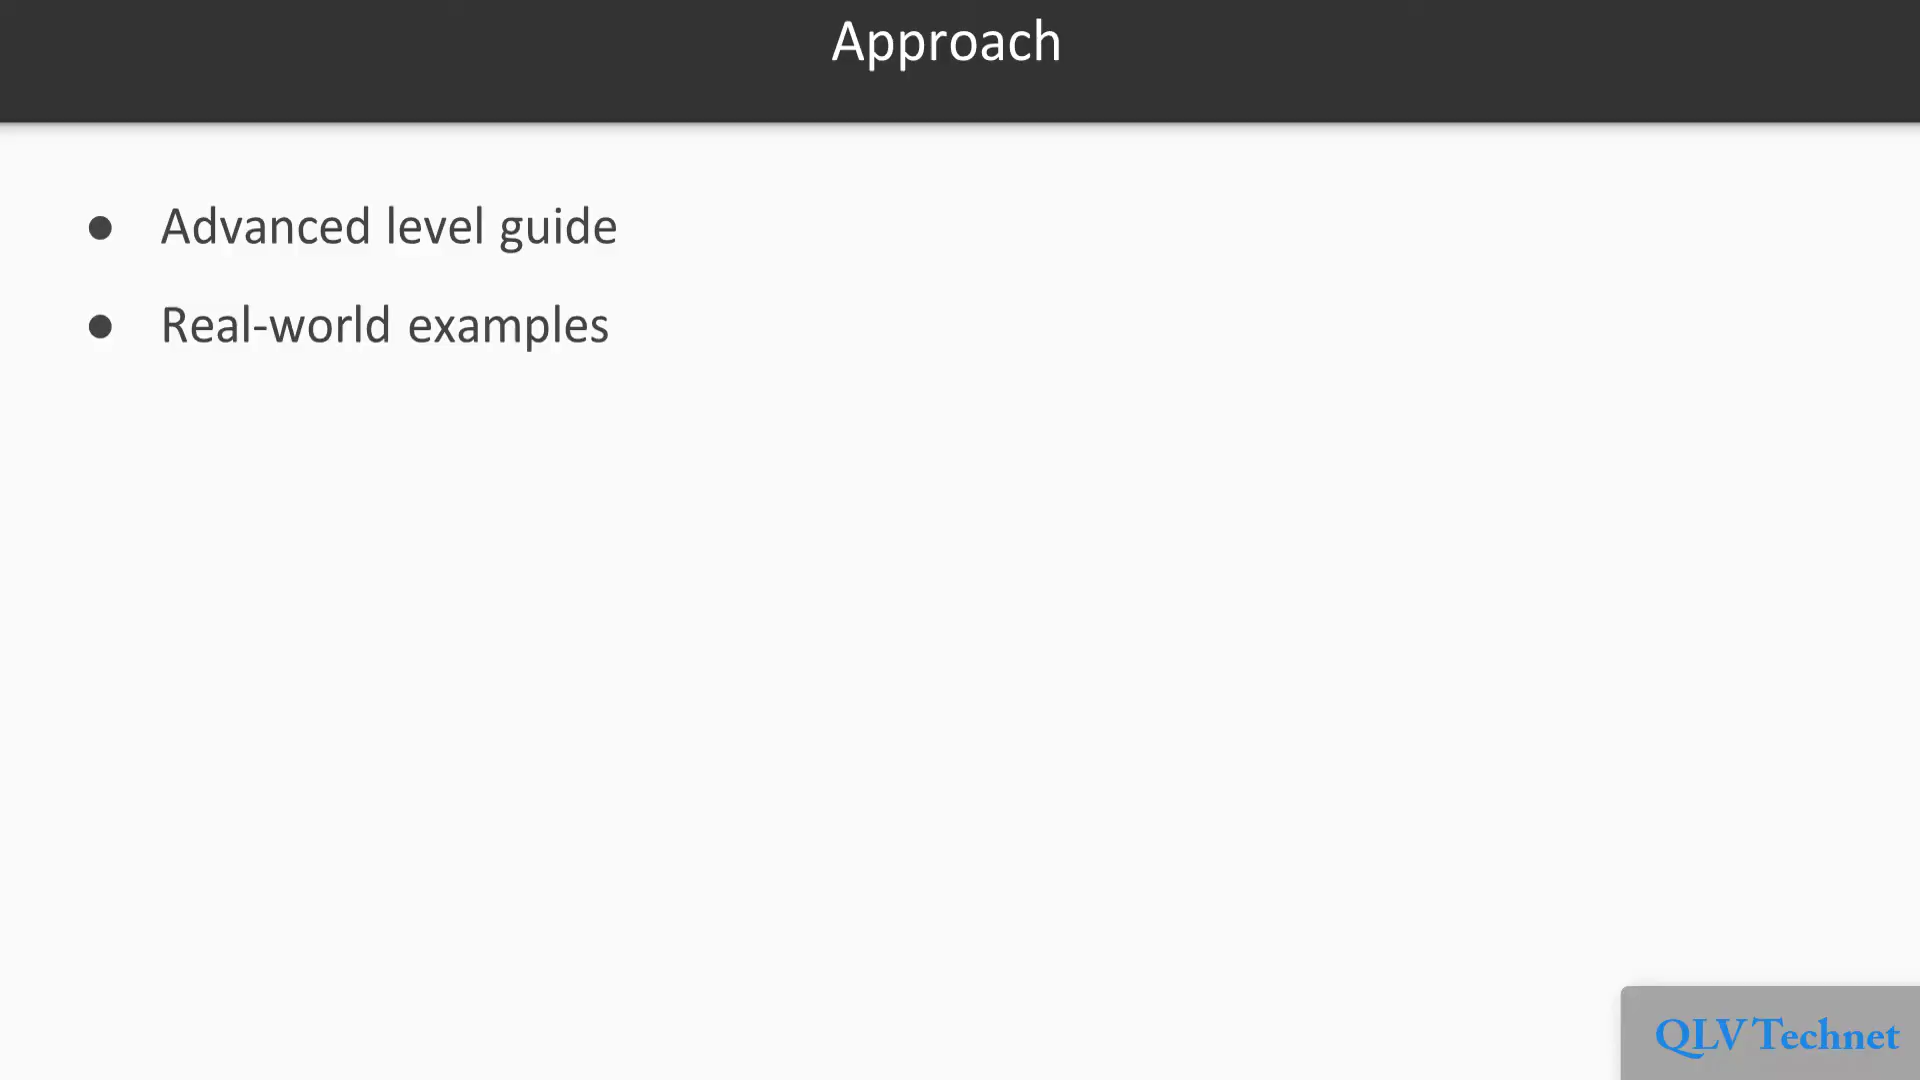 Approach
● Advanced level guide
● Real-world examples
QLV Technet